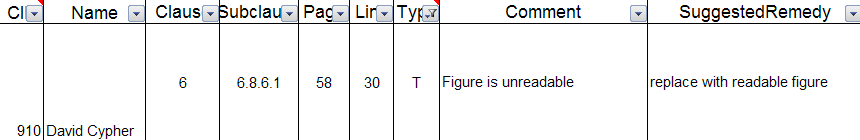 CI Name Claus Subclau Pag Lin Typ Comment SuggestedRemedy
6 6.8.6.1 58 30 T Figure is unreadable replace with readable figure
910 David Cypher